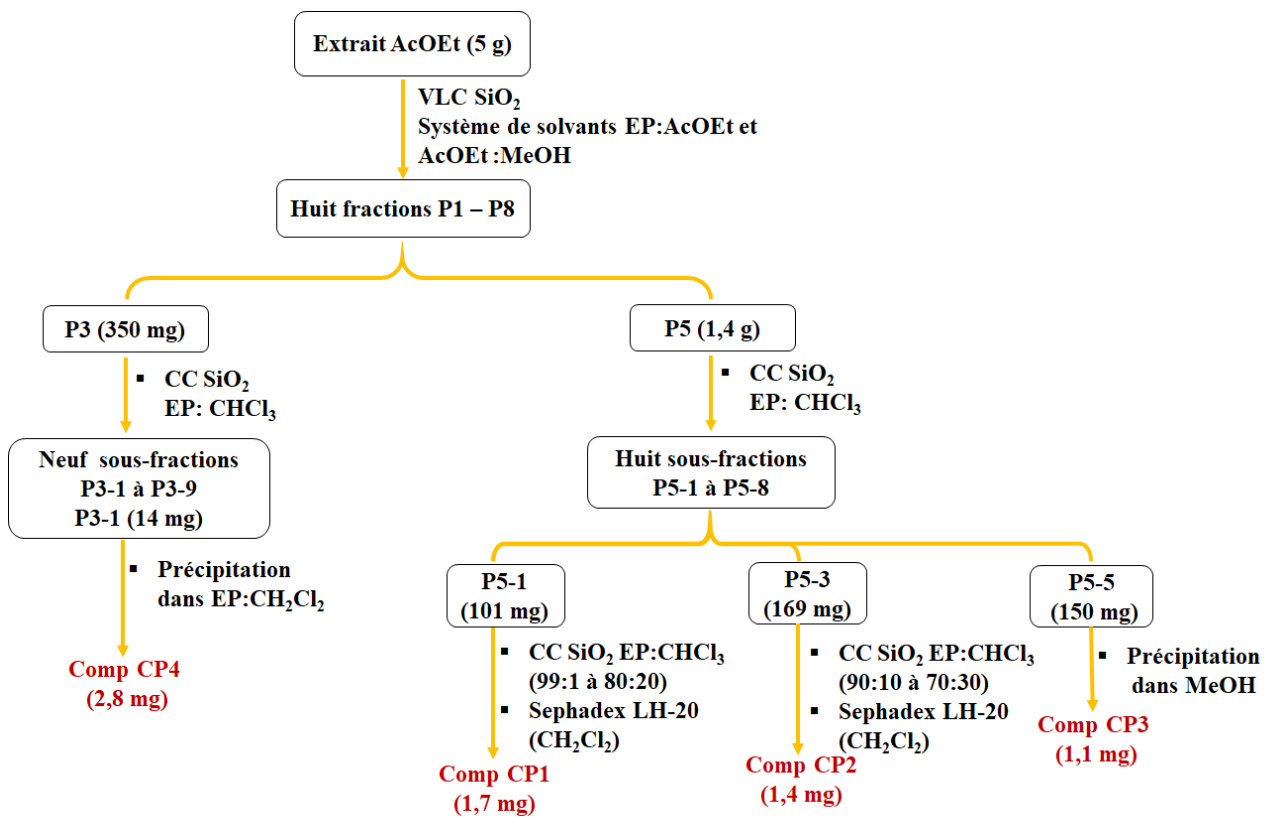 Extrait AcOEt (5 g)
VLC SiO₂
Système de solvants EP:AcOEt et
AcOEt :MeOH
Huit fractions P1 – P8
P3 (350 mg)
▪ CC SiO₂
EP: CHCl₃
Neuf sous-fractions
P3-1 à P3-9
P3-1 (14 mg)
▪ Précipitation
dans EP:CH₂Cl₂
Comp CP4
(2,8 mg)
P5 (1,4 g)
▪ CC SiO₂
EP: CHCl₃
Huit sous-fractions
P5-1 à P5-8
P5-1
(101 mg)
▪ CC SiO₂ EP:CHCl₃
(99:1 à 80:20)
▪ Sephadex LH-20
(CH₂Cl₂)
Comp CP1
(1,7 mg)
P5-3
(169 mg)
▪ CC SiO₂ EP:CHCl₃
(90:10 à 70:30)
▪ Sephadex LH-20
(CH₂Cl₂)
Comp CP2
(1,4 mg)
P5-5
(150 mg)
▪ Précipitation
dans MeOH
Comp CP3
(1,1 mg)